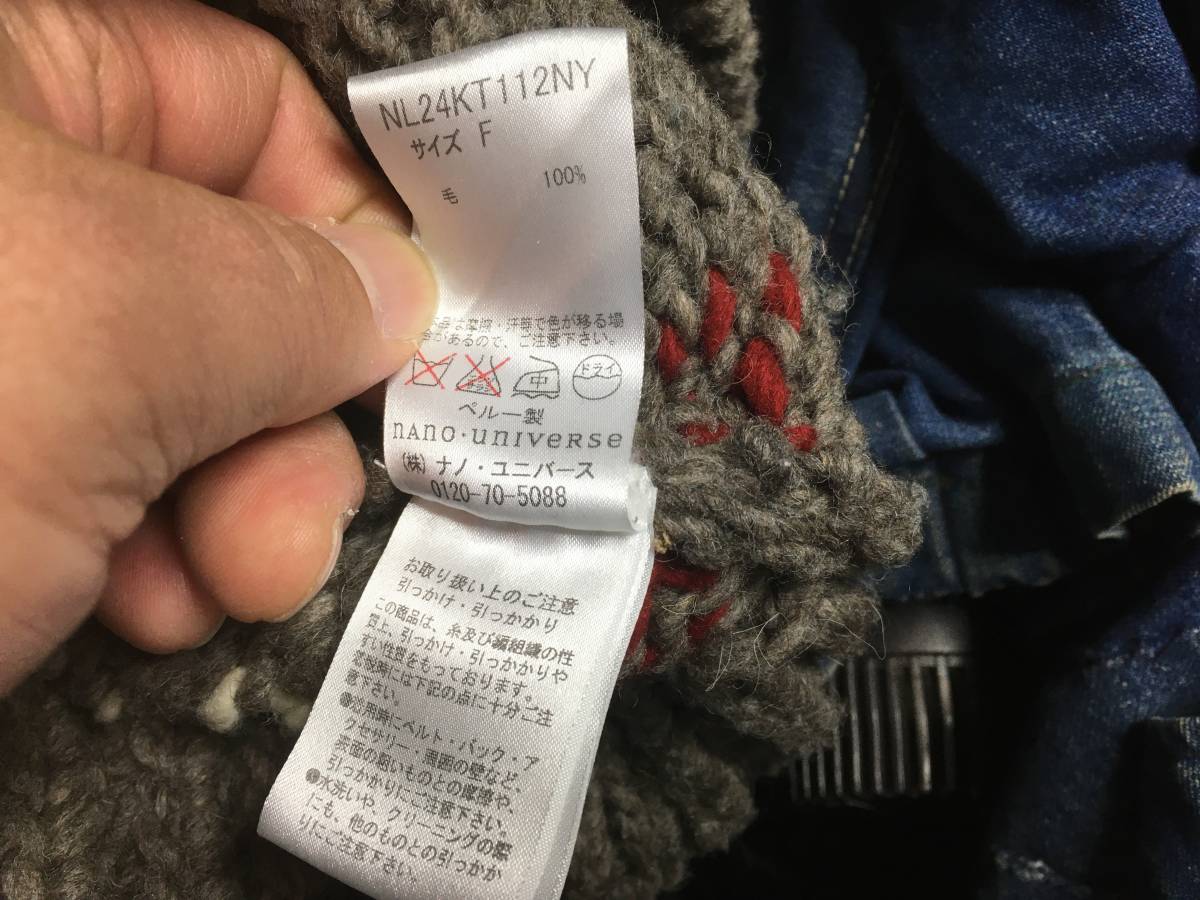 NL24KT112NY
サイズ F
毛 100%
は摩擦・汗等で色が移る場
合があるので、ご注意下さい。
中 ドライ
ペルー製
nano・universe
(株) ナノ・ユニバース
0120-70-5088
お取り扱い上のご注意
引っかけ・引っかかり
この商品は、糸及び編組織の性
質上、引っかけ・引っかかりや
すい性質をもっております。
着役時には下記の点に十分ご注
意下さい。
●着用時にベルト・バック・ア
クセサリー・周囲の壁など、
表面の粗いものとの摩擦や、
引っかかりにご注意下さい。
●水洗いや、クリーニングの際
にも、他のものとの引っかか
りにご注意下さい。